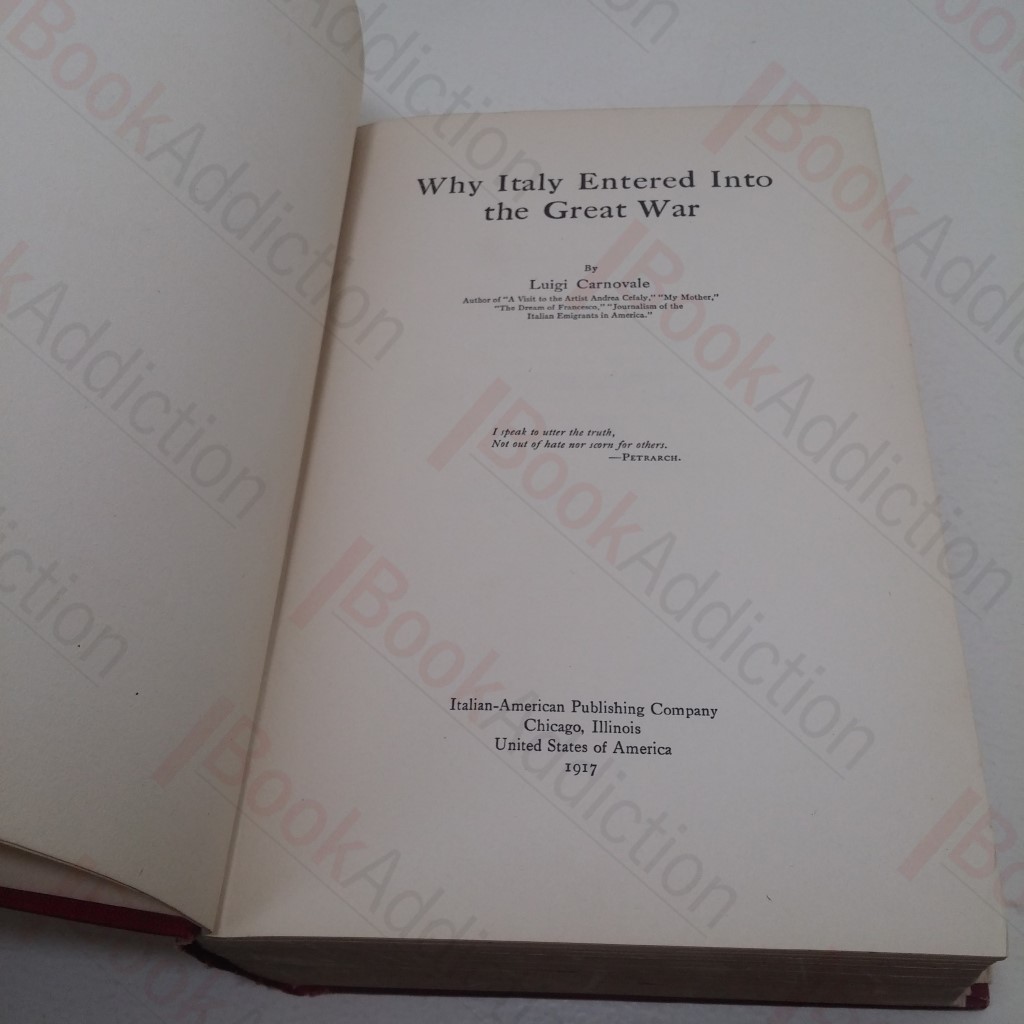 Why Italy Entered Into
the Great War
By
Luigi Carnovale
Author of "A Visit to the Artist Andrea Cefaly," "My Mother,"
"The Dream of Francesco," "Journalism of the
Italian Emigrants in America."
I speak to utter the truth,
Not out of hate nor scorn for others.
—PETRARCH.
Italian-American Publishing Company
Chicago, Illinois
United States of America
1917
BookAddiction